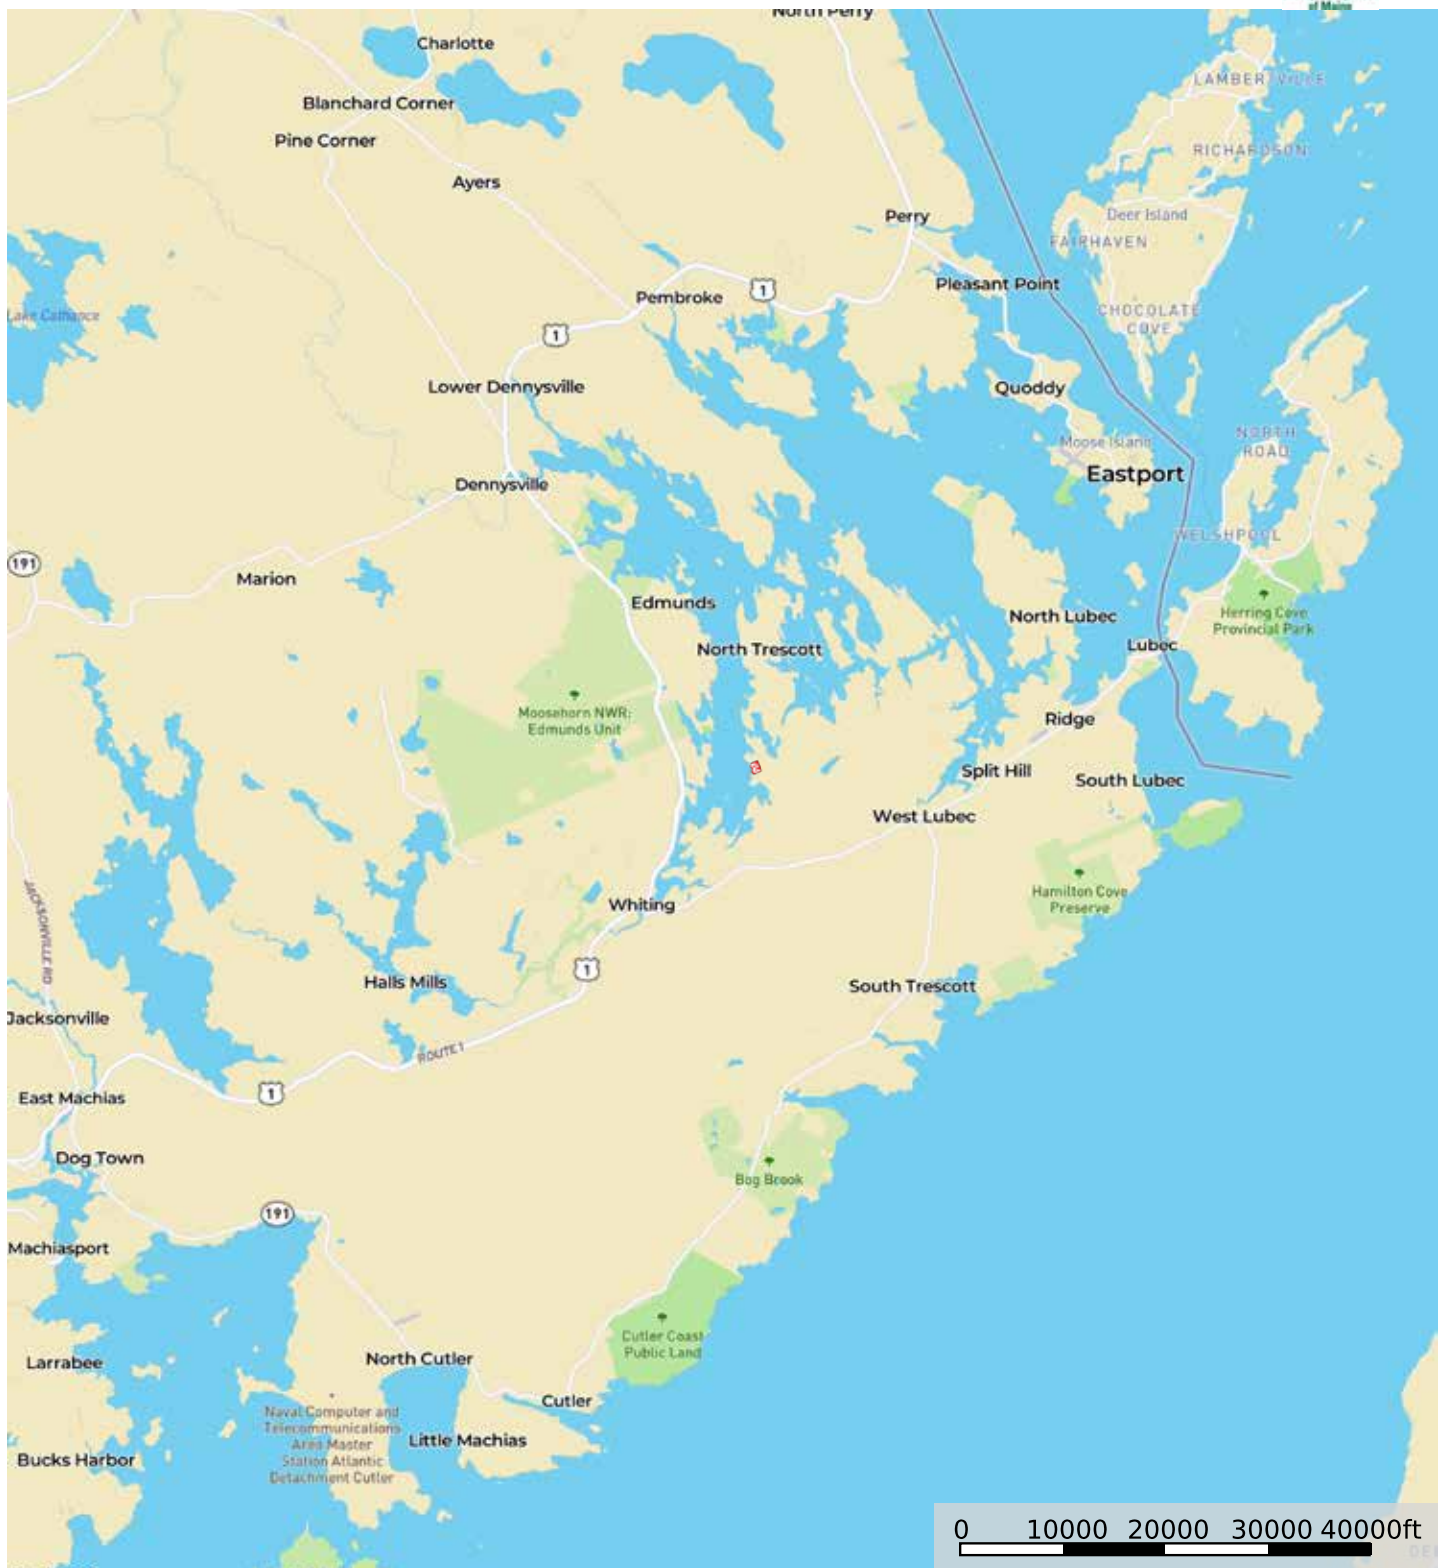 of Maine
North Perry
Charlotte
LAMBERTVILLE
Blanchard Corner
Pine Corner
RICHARDSON
Ayers
Perry
Deer Island
FAIRHAVEN
Pleasant Point
Pembroke
1
CHOCOLATE
COVE
Lake Cathance
1
Lower Dennysville
Quoddy
NORTH
ROAD
Moose Island
Eastport
Dennysville
WELSHPOOL
191
Marion
Edmunds
Herring Cove
Provincial Park
North Lubec
Lubec
North Trescott
Moosehorn NWR:
Edmunds Unit
Ridge
Split Hill
South Lubec
West Lubec
Hamilton Cove
Preserve
Whiting
JACKSONVILLE RD
1
Halls Mills
South Trescott
Jacksonville
ROUTE 1
1
East Machias
Dog Town
Bog Brook
191
Machiasport
Cutler Coast
Public Land
North Cutler
Larrabee
Cutler
Naval Computer and
Telecommunications
Area Master
Station Atlantic
Detachment Cutler
Little Machias
Bucks Harbor
0 10000 20000 30000 40000ft